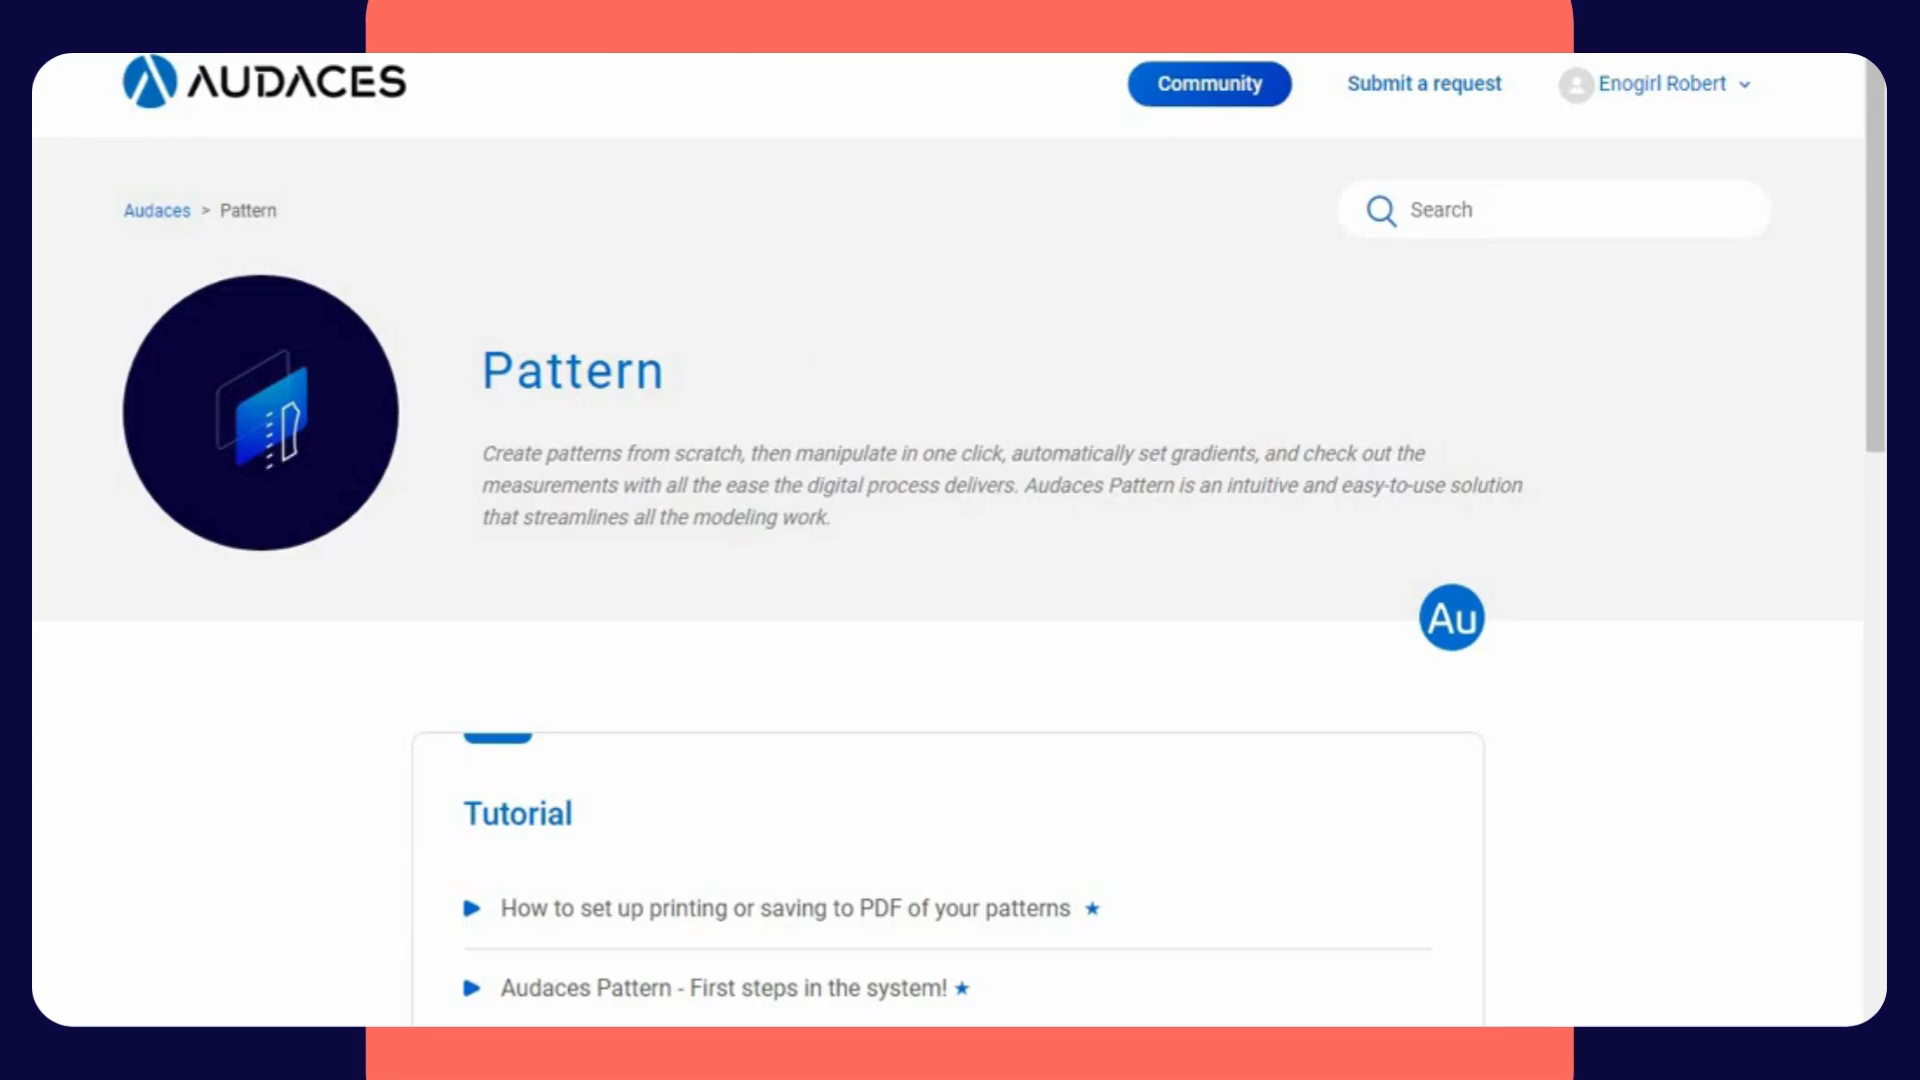 AUDACES
Community
Submit a request
Enogirl Robert
Audaces > Pattern
Search
Pattern
Create patterns from scratch, then manipulate in one click, automatically set gradients, and check out the
measurements with all the ease the digital process delivers. Audaces Pattern is an intuitive and easy-to-use solution
that streamlines all the modeling work.
Au
Tutorial
How to set up printing or saving to PDF of your patterns ★
Audaces Pattern - First steps in the system! ★